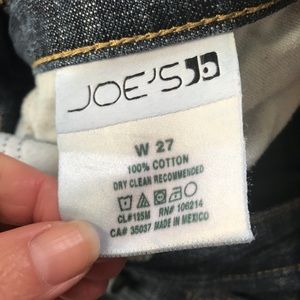 JOE'S
W 27
100% COTTON
DRY CLEAN RECOMMENDED
CL#125M RN# 106214
CA# 35037 MADE IN MEXICO